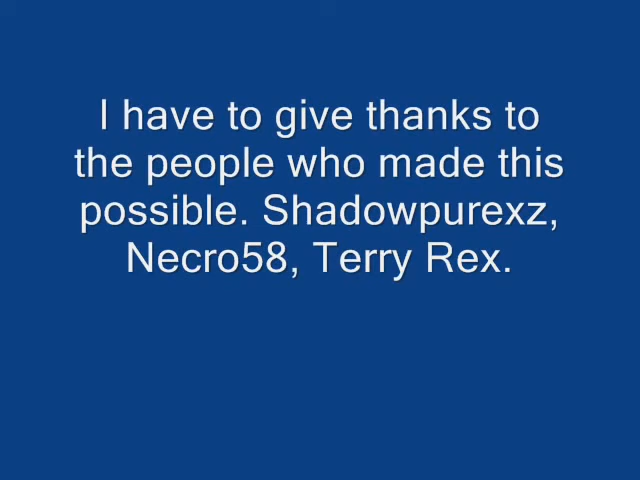 I have to give thanks to
the people who made this
possible. Shadowpurexz,
Necro58, Terry Rex.